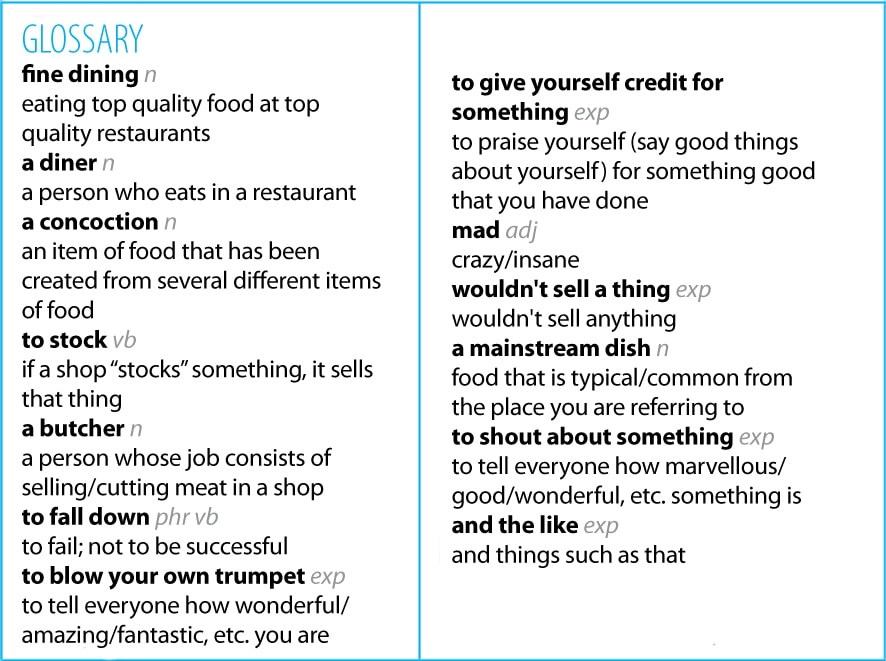 GLOSSARY
fine dining n
eating top quality food at top
quality restaurants
a diner n
a person who eats in a restaurant
a concoction n
an item of food that has been
created from several different items
of food
to stock vb
if a shop “stocks” something, it sells
that thing
a butcher n
a person whose job consists of
selling/cutting meat in a shop
to fall down phr vb
to fail; not to be successful
to blow your own trumpet exp
to tell everyone how wonderful/
amazing/fantastic, etc. you are
to give yourself credit for
something exp
to praise yourself (say good things
about yourself) for something good
that you have done
mad adj
crazy/insane
wouldn't sell a thing exp
wouldn't sell anything
a mainstream dish n
food that is typical/common from
the place you are referring to
to shout about something exp
to tell everyone how marvellous/
good/wonderful, etc. something is
and the like exp
and things such as that